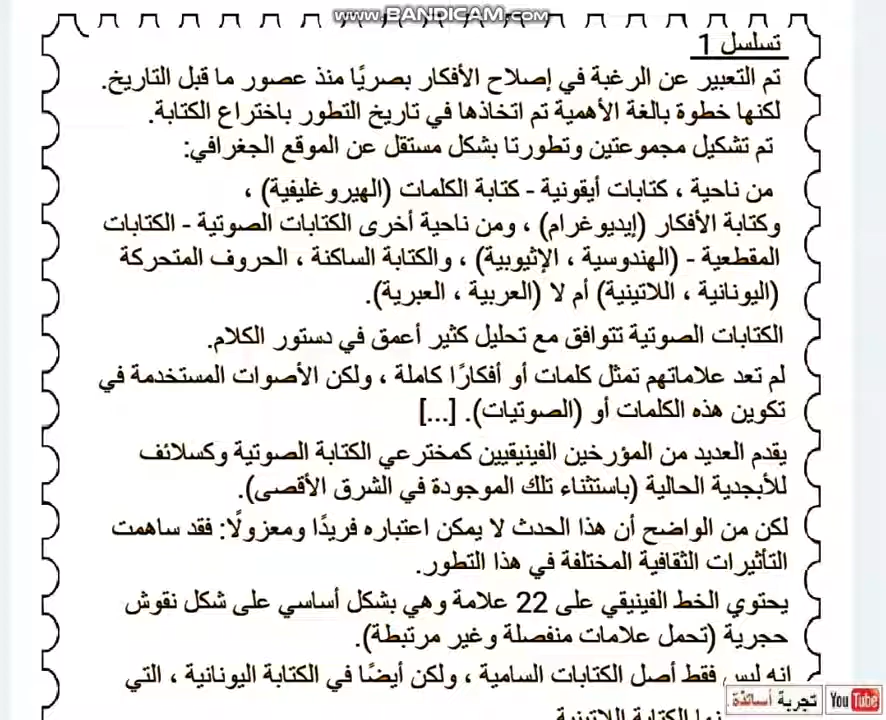 www.BANDICAM.com
تسلسل 1
تم التعبير عن الرغبة في إصلاح الأفكار بصريًا منذ عصور ما قبل التاريخ.
لكنها خطوة بالغة الأهمية تم اتخاذها في تاريخ التطور باختراع الكتابة.
تم تشكيل مجموعتين وتطورتا بشكل مستقل عن الموقع الجغرافي:
من ناحية ، كتابات أيقونية - كتابة الكلمات (الهيروغليفية) ،
وكتابة الأفكار (إيديوغرام) ، ومن ناحية أخرى الكتابات الصوتية - الكتابات
المقطعية - (الهندوسية ، الإثيوبية) ، والكتابة الساكنة ، الحروف المتحركة
(اليونانية ، اللاتينية) أم لا (العربية ، العبرية).
الكتابات الصوتية تتوافق مع تحليل كثير أعمق في دستور الكلام.
لم تعد علاماتهم تمثل كلمات أو أفكارًا كاملة ، ولكن الأصوات المستخدمة في
تكوين هذه الكلمات أو (الصوتيات). [...]
يقدم العديد من المؤرخين الفينيقيين كمخترعي الكتابة الصوتية وكسلائف
للأبجدية الحالية (باستثناء تلك الموجودة في الشرق الأقصى).
لكن من الواضح أن هذا الحدث لا يمكن اعتباره فريدًا ومعزولًا: فقد ساهمت
التأثيرات الثقافية المختلفة في هذا التطور.
يحتوي الخط الفينيقي على 22 علامة وهي بشكل أساسي على شكل نقوش
حجرية (تحمل علامات منفصلة وغير مرتبطة).
انه ليس فقط أصل الكتابات السامية ، ولكن أيضًا في الكتابة اليونانية ، التي
الكتابة اللاتينية
تجربة أساتذة
YouTube